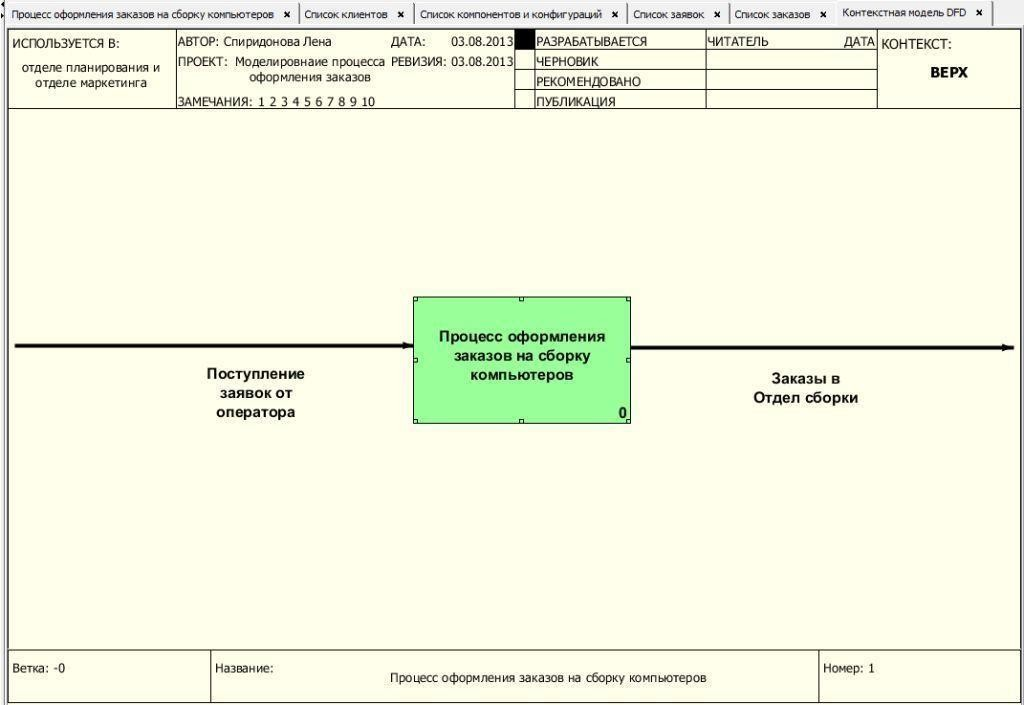 Процесс оформления заказов на сборку компьютеров × Список клиентов × Список компонентов и конфигураций × Список заявок × Список заказов × Контекстная модель DFD ×
ИСПОЛЬЗУЕТСЯ В:
отделе планирования и
отделе маркетинга
АВТОР: Спиридонова Лена ДАТА: 03.08.2013
ПРОЕКТ: Моделировнаие процесса РЕВИЗИЯ: 03.08.2013
оформления заказов
ЗАМЕЧАНИЯ: 1 2 3 4 5 6 7 8 9 10
РАЗРАБАТЫВАЕТСЯ
ЧЕРНОВИК
РЕКОМЕНДОВАНО
ПУБЛИКАЦИЯ
ЧИТАТЕЛЬ ДАТА
КОНТЕКСТ:
ВЕРХ
Поступление
заявок от
оператора
Процесс оформления
заказов на сборку
компьютеров
0
Заказы в
Отдел сборки
Ветка: -0
Название:
Процесс оформления заказов на сборку компьютеров
Номер: 1